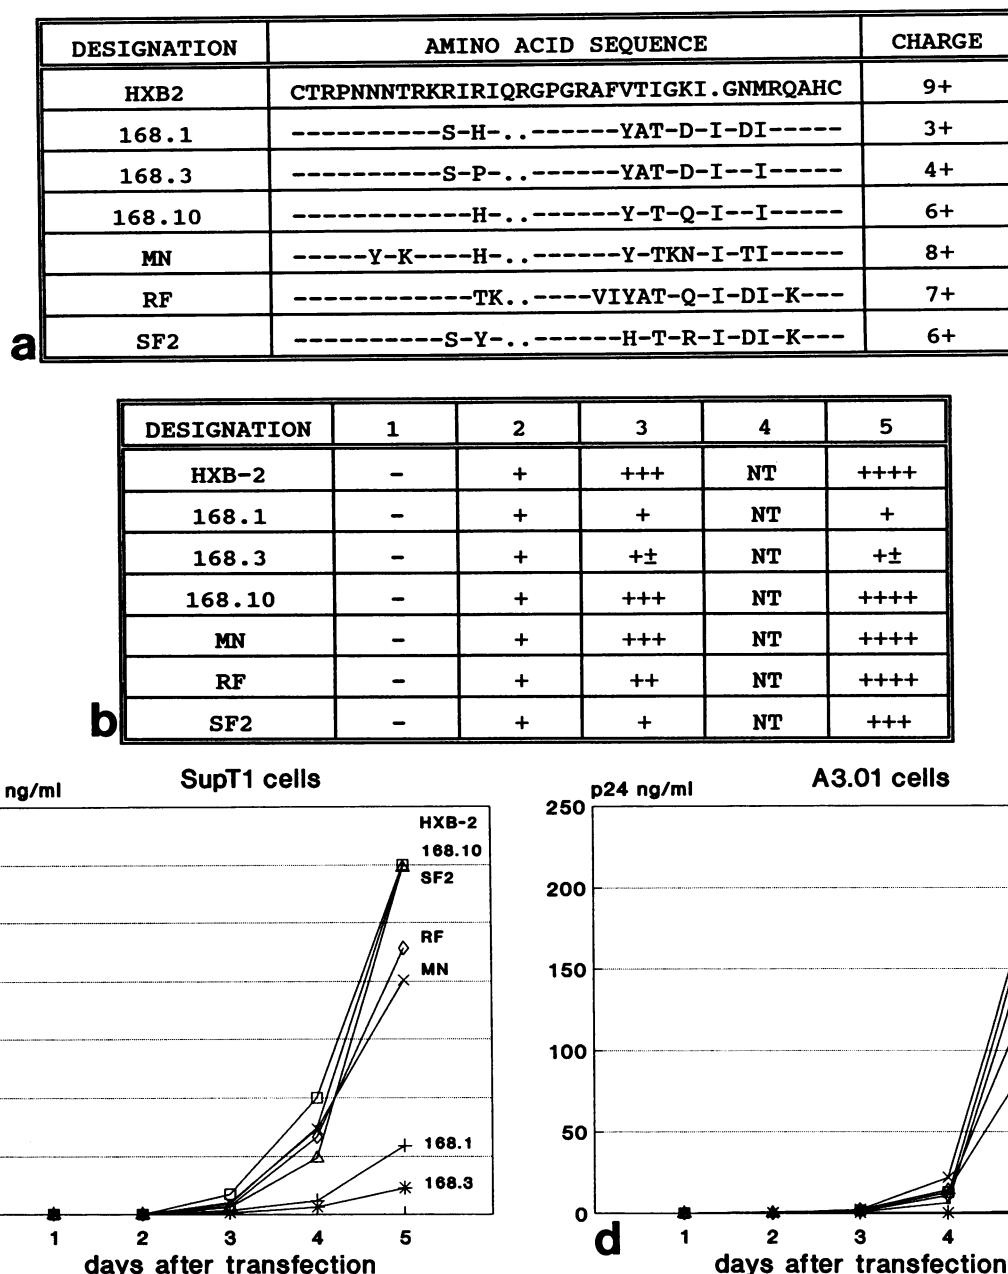 DESIGNATION AMINO ACID SEQUENCE CHARGE
HXB2 CTRPNNNTRKRIRIQRGPGRAFVTIGKI.GNMRQAHC 9+
168.1 ----------S-H-..------YAT-D-I-DI----- 3+
168.3 ----------S-P-..------YAT-D-I--I----- 4+
168.10 ------------H-..------Y-T-Q-I--I----- 6+
MN -----Y-K----H-..------Y-TKN-I-TI----- 8+
RF ------------TK..----VIYAT-Q-I-DI-K--- 7+
SF2 ----------S-Y-..------H-T-R-I-DI-K--- 6+
a
DESIGNATION 1 2 3 4 5
HXB-2 - + +++ NT ++++
168.1 - + + NT +
168.3 - + +± NT +±
168.10 - + +++ NT ++++
MN - + +++ NT ++++
RF - + ++ NT ++++
SF2 - + + NT +++
b
ng/ml SupT1 cells
HXB-2
168.10
SF2
RF
MN
168.1
168.3
1 2 3 4 5
days after transfection
p24 ng/ml A3.01 cells
250
200
150
100
50
0
d
1 2 3 4
days after transfection